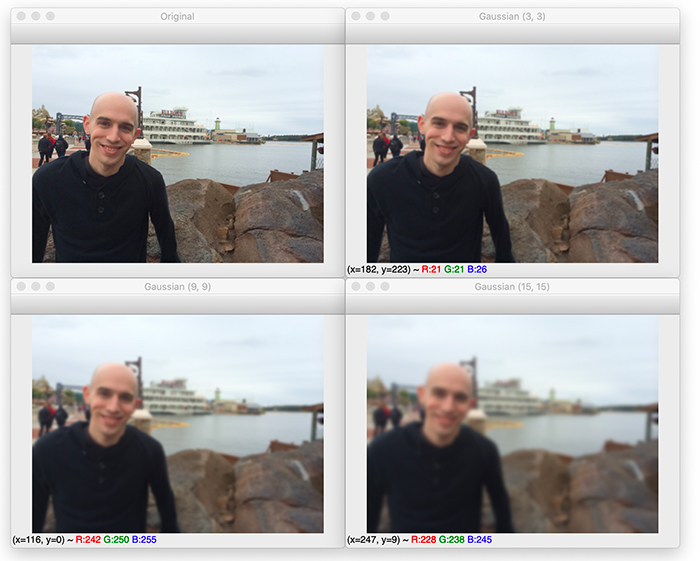 Original
Gaussian (3, 3)
(x=182, y=223) ~ R:21 G:21 B:26
Gaussian (9, 9)
Gaussian (15, 15)
(x=116, y=0) ~ R:242 G:250 B:255
(x=247, y=9) ~ R:228 G:238 B:245